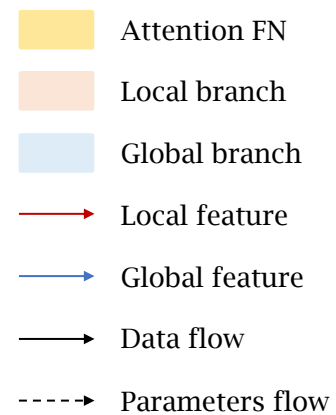 Attention FN
Local branch
Global branch
Local feature
Global feature
Data flow
Parameters flow